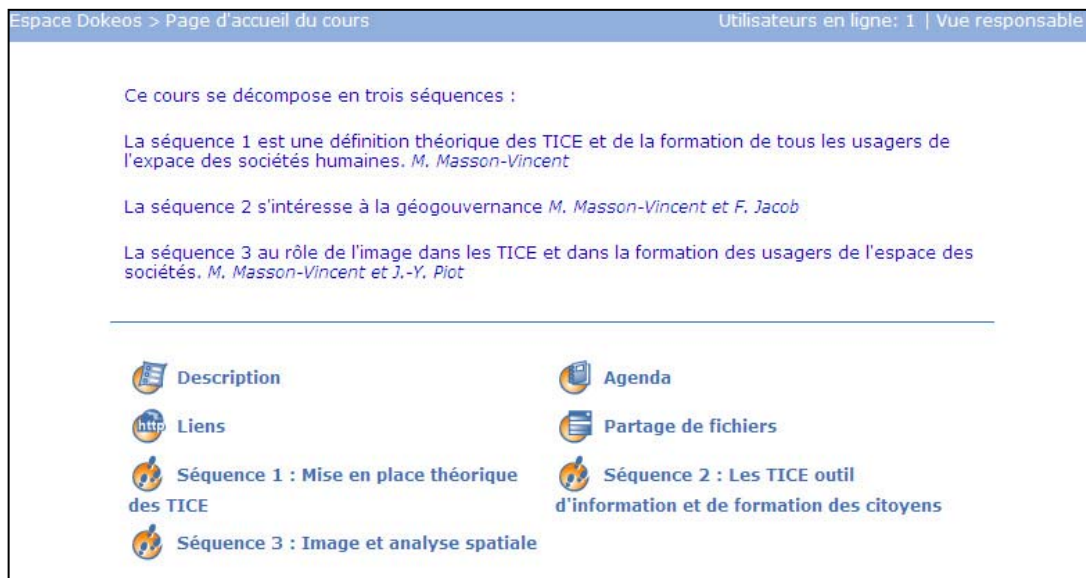 Espace Dokeos > Page d'accueil du cours
Utilisateurs en ligne: 1 | Vue responsable
Ce cours se décompose en trois séquences :
La séquence 1 est une définition théorique des TICE et de la formation de tous les usagers de
l'expace des sociétés humaines. M. Masson-Vincent
La séquence 2 s'intéresse à la géogouvernance M. Masson-Vincent et F. Jacob
La séquence 3 au rôle de l'image dans les TICE et dans la formation des usagers de l'espace des
sociétés. M. Masson-Vincent et J.-Y. Piot
Description
Agenda
http Liens
Partage de fichiers
Séquence 1 : Mise en place théorique
des TICE
Séquence 2 : Les TICE outil
d'information et de formation des citoyens
Séquence 3 : Image et analyse spatiale